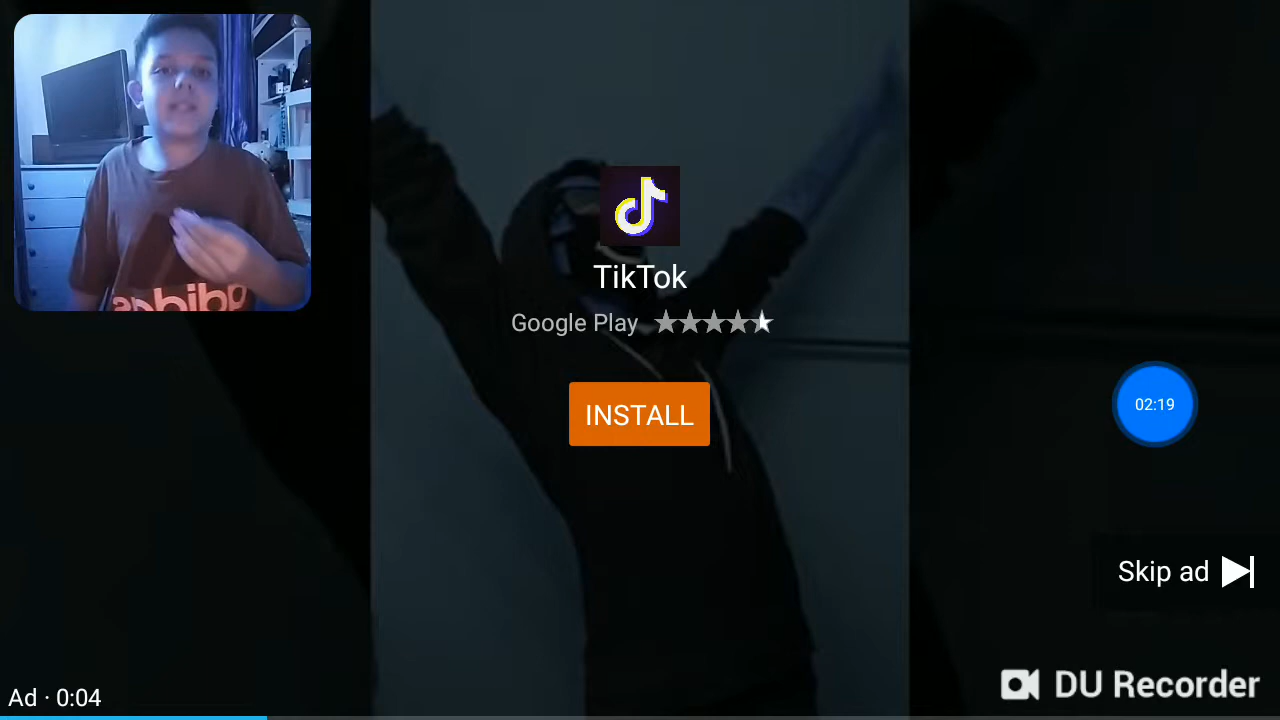 TikTok
Google Play
INSTALL
02:19
Skip ad
DU Recorder
Ad · 0:04